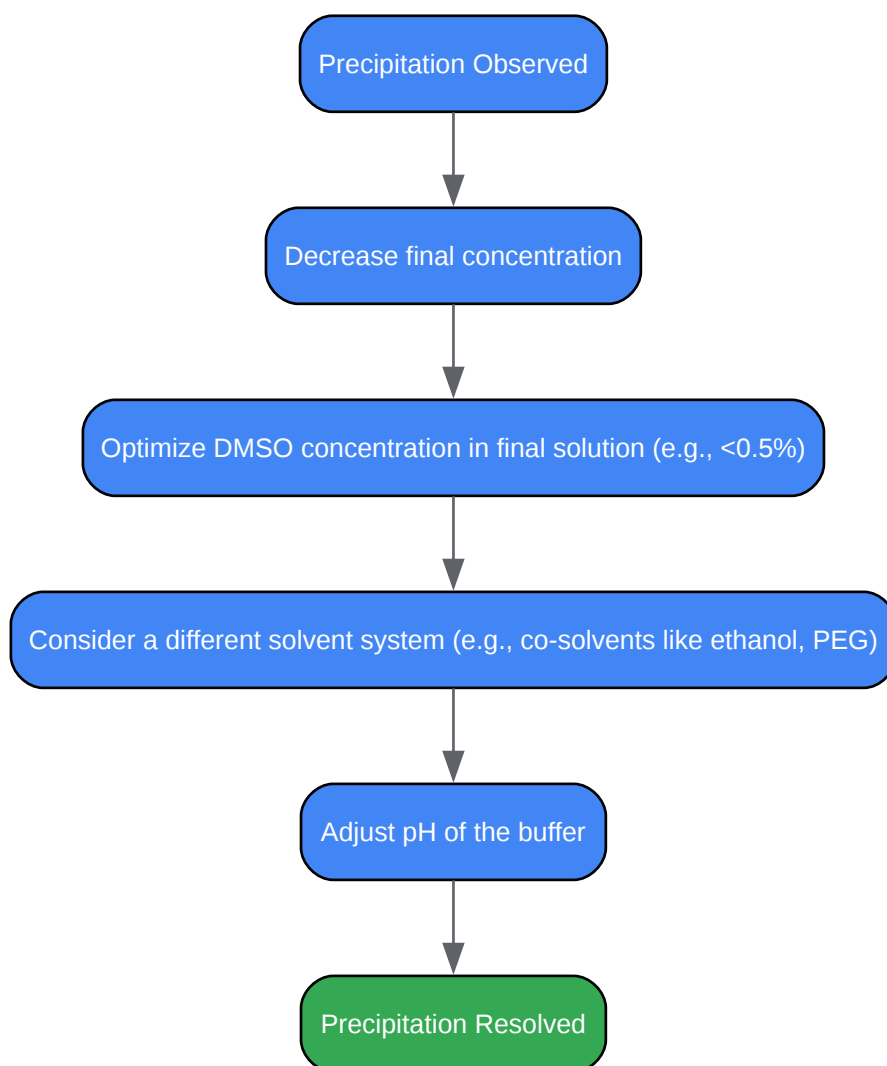 Precipitation Observed
Decrease final concentration
Optimize DMSO concentration in final solution (e.g., <0.5%)
Consider a different solvent system (e.g., co-solvents like ethanol, PEG)
Adjust pH of the buffer
Precipitation Resolved